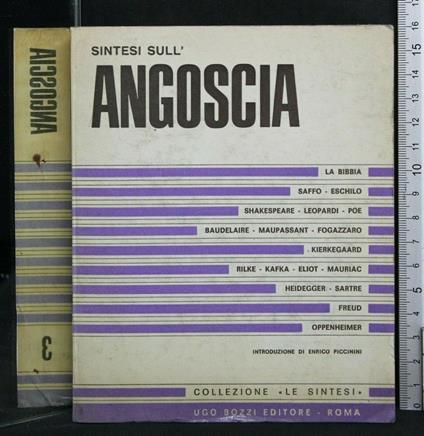 SINTESI SULL'
ANGOSCIA
LA BIBBIA
SAFFO - ESCHILO
SHAKESPEARE - LEOPARDI - POE
BAUDELAIRE - MAUPASSANT - FOGAZZARO
KIERKEGAARD
RILKE - KAFKA - ELIOT - MAURIAC
HEIDEGGER - SARTRE
FREUD
OPPENHEIMER
INTRODUZIONE DI ENRICO PICCININI
COLLEZIONE «LE SINTESI»
UGO BOZZI EDITORE - ROMA
ANGOSCIA
3